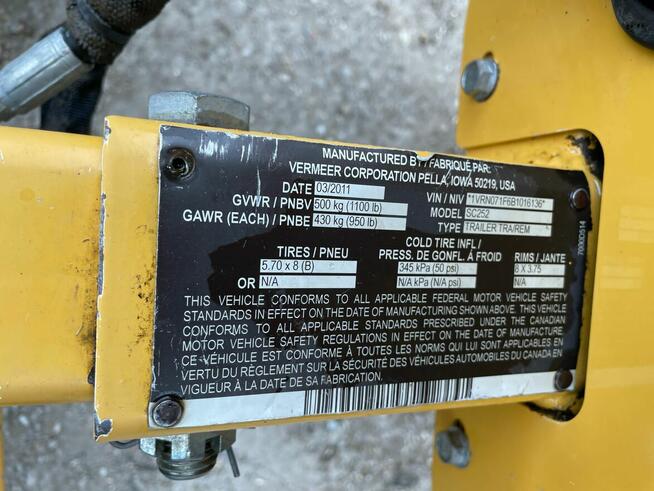 MANUFACTURED BY / FABRIQUÉ PAR:
VERMEER CORPORATION PELLA, IOWA 50219, USA
DATE 03/2011 VIN / NIV *1VRN071F6B1016136*
GVWR / PNBV 500 kg (1100 lb) MODEL SC252
GAWR (EACH) / PNBE 430 kg (950 lb) TYPE TRAILER TRA/REM
COLD TIRE INFL /
TIRES / PNEU PRESS. DE GONFL. À FROID RIMS / JANTE
5.70 x 8 (B) 345 kPa (50 psi) 8 X 3.75
OR N/A N/A kPa (N/A psi) N/A
THIS VEHICLE CONFORMS TO ALL APPLICABLE FEDERAL MOTOR VEHICLE SAFETY
STANDARDS IN EFFECT ON THE DATE OF MANUFACTURING SHOWN ABOVE. THIS VEHICLE
CONFORMS TO ALL APPLICABLE STANDARDS PRESCRIBED UNDER THE CANADIAN
MOTOR VEHICLE SAFETY REGULATIONS IN EFFECT ON THE DATE OF MANUFACTURE
CE VÉHICULE EST CONFORME À TOUTES LES NORMS QUI LUI SONT APPLICABLES EN
VERTU DU RÈGLEMENT SUR LA SÉCURITÉ DES VÉHICULES AUTOMOBILES DU CANADA EN
VIGUEUR À LA DATE DE SA FABRICATION.
7000D514